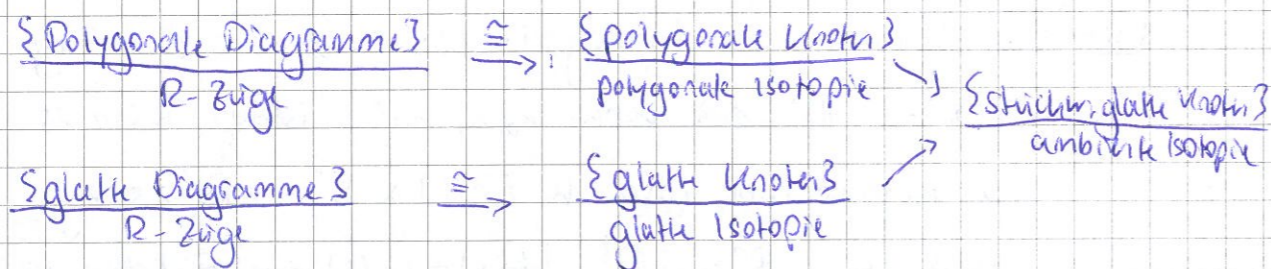 {Polygonale Diagramme} ≅ {polygonale Knoten}
R-Züge → polygonale Isotopie
{stückw. glatte Knoten}
ambiente Isotopie
{glatte Diagramme} ≅ {glatte Knoten}
R-Züge → glatte Isotopie